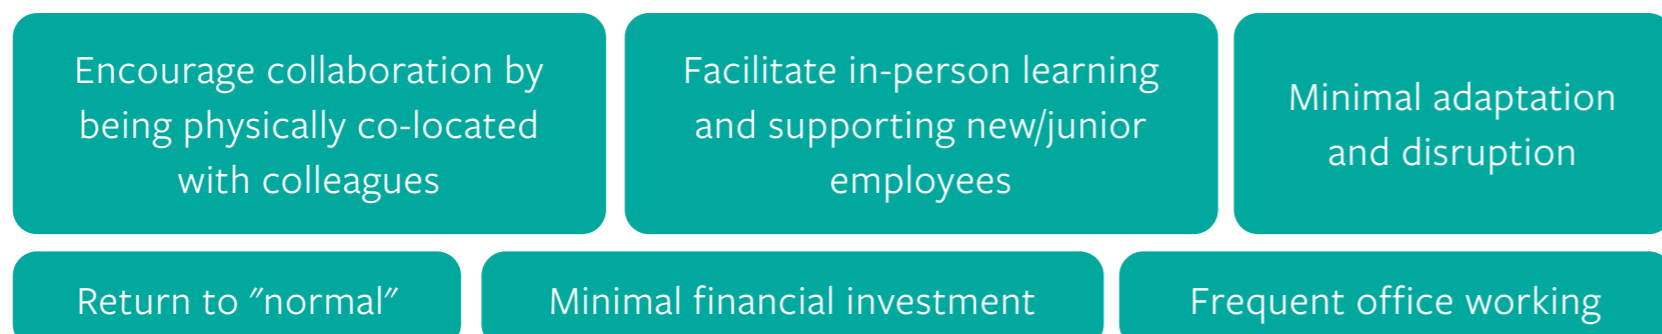 Encourage collaboration by
being physically co-located
with colleagues
Facilitate in-person learning
and supporting new/junior
employees
Minimal adaptation
and disruption
Return to "normal"
Minimal financial investment
Frequent office working